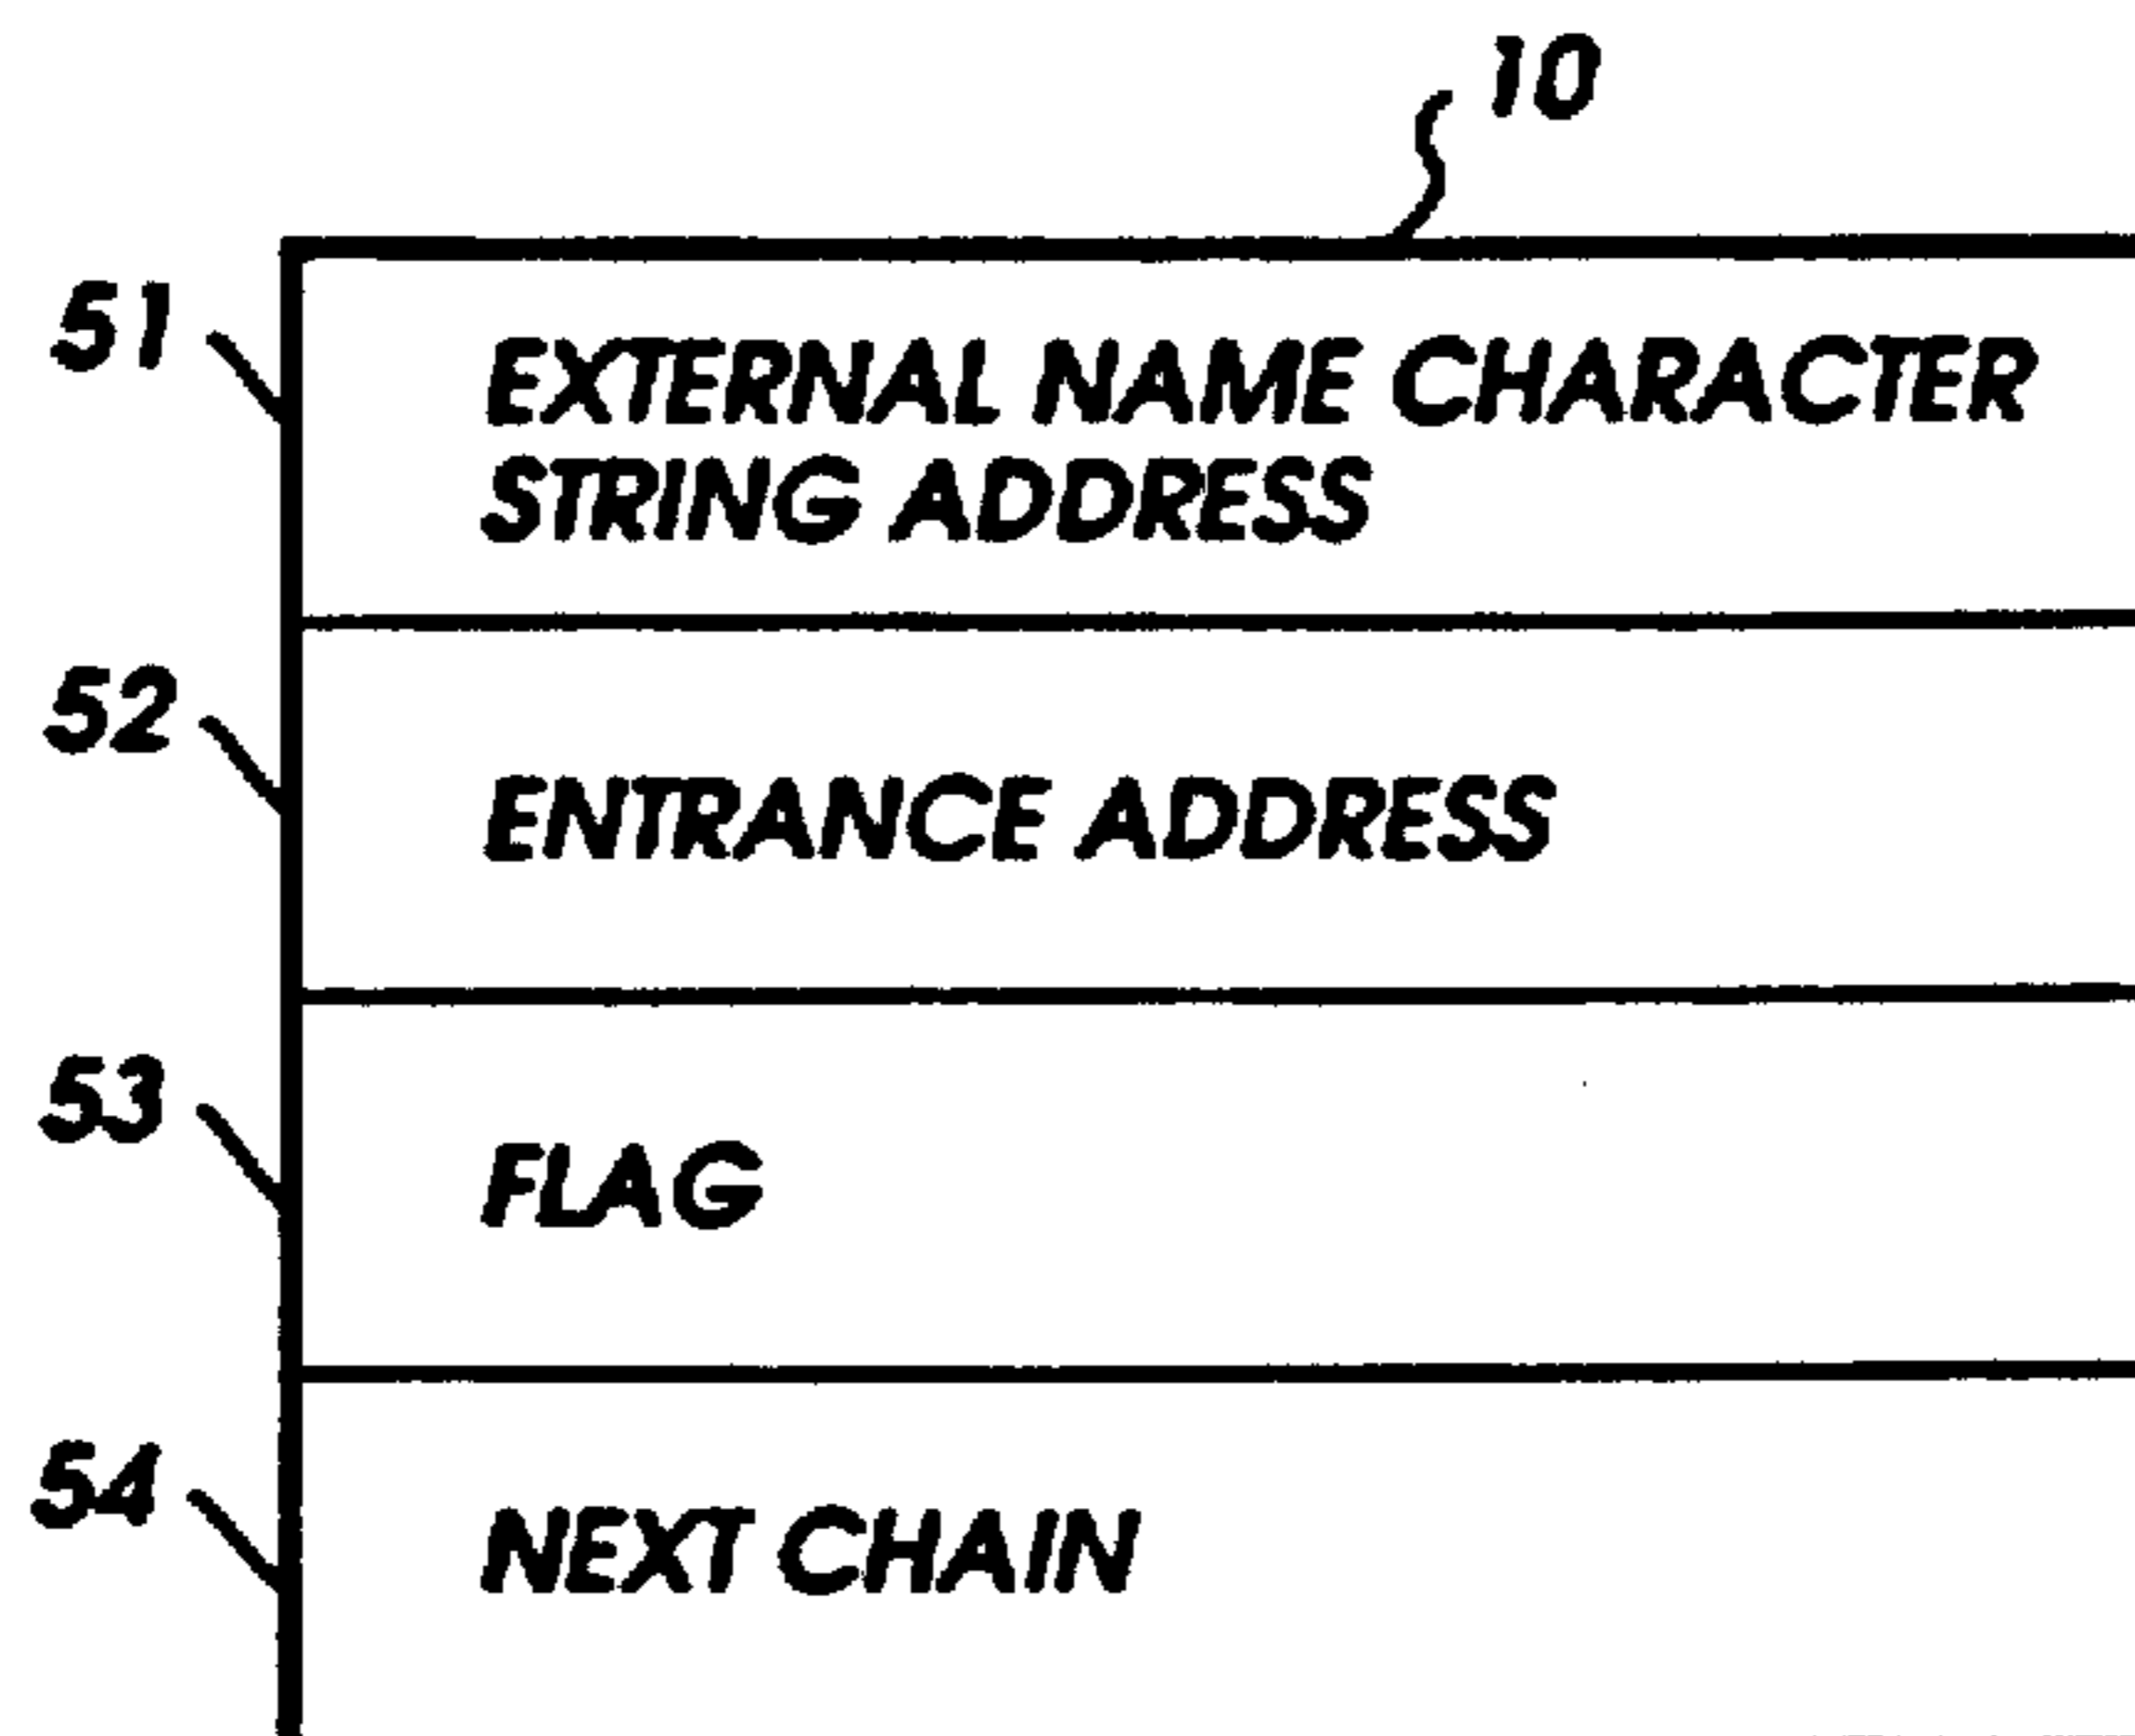 10
51
EXTERNAL NAME CHARACTER
STRING ADDRESS
52
ENTRANCE ADDRESS
53
FLAG
54
NEXT CHAIN